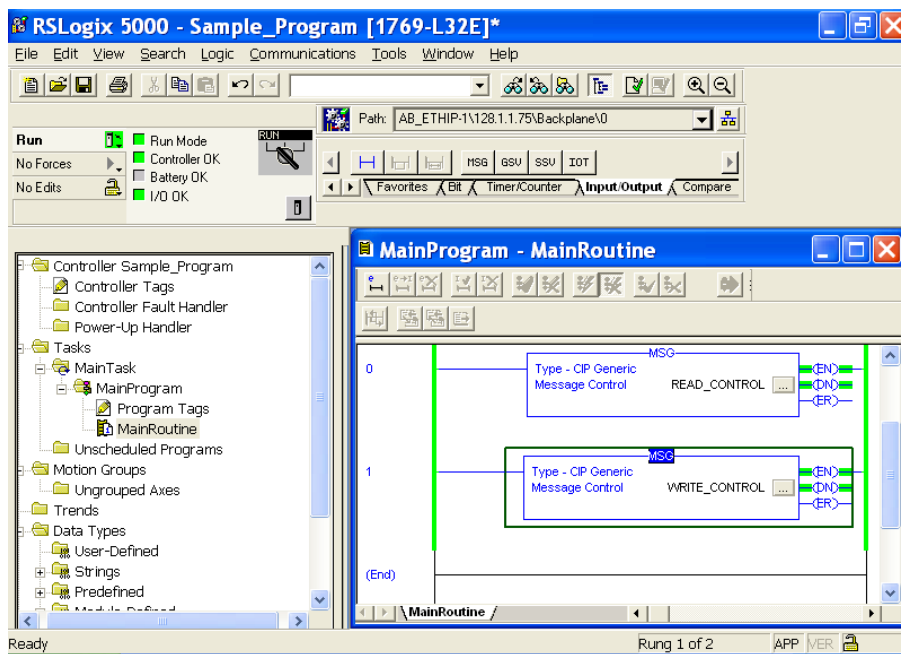 RSLogix 5000 - Sample_Program [1769-L32E]*
File Edit View Search Logic Communications Tools Window Help
Path: AB_ETHIP-1\128.1.1.75\Backplane\0
Run
Run Mode
RUN
No Forces
Controller OK
Battery OK
No Edits
I/O OK
MSG GSV SSV IOT
Favorites Bit Timer/Counter Input/Output Compare
Controller Sample_Program
Controller Tags
Controller Fault Handler
Power-Up Handler
Tasks
MainTask
MainProgram
Program Tags
MainRoutine
Unscheduled Programs
Motion Groups
Ungrouped Axes
Trends
Data Types
User-Defined
Strings
Predefined
MainProgram - MainRoutine
MSG
0
Type - CIP Generic
Message Control READ_CONTROL ...
(EN)
(DN)
(ER)
MSG
1
Type - CIP Generic
Message Control WRITE_CONTROL ...
(EN)
(DN)
(ER)
(End)
MainRoutine
Ready
Rung 1 of 2 APP VER